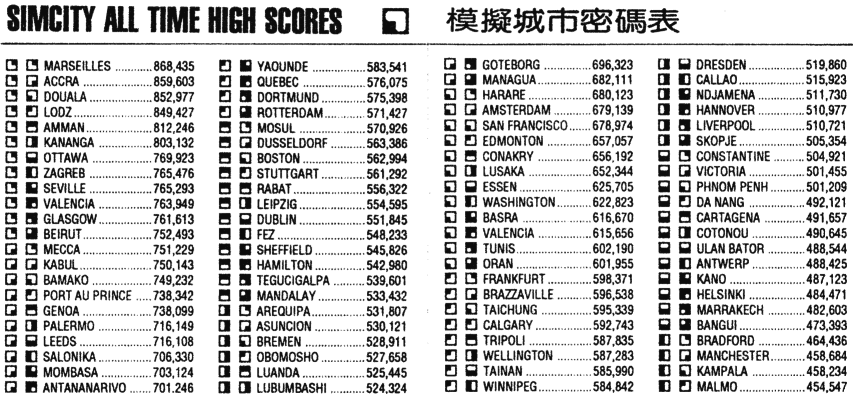 SIMCITY ALL TIME HIGH SCORES
模擬城市密碼表
MARSEILLES ..........868,435
ACCRA ..................859,603
DOUALA ................852,977
LODZ ....................849,427
AMMAN .................812,246
KANANGA .............803,132
OTTAWA ...............769,923
ZAGREB ................765,476
SEVILLE ................765,293
VALENCIA .............763,949
GLASGOW .............761,613
BEIRUT .................752,493
MECCA .................751,229
KABUL ..................750,143
BAMAKO ...............749,232
PORT AU PRINCE .....738,342
GENOA ..................738,099
PALERMO ..............716,149
LEEDS ...................716,108
SALONIKA .............706,330
MOMBASA .............703,124
ANTANANARIVO .....701.246
YAOUNDE ..............583,541
QUEBEC .................576,075
DORTMUND ...........575,398
ROTTERDAM ..........571,427
MOSUL ..................570,926
DUSSELDORF .........563,386
BOSTON .................562,994
STUTTGART ...........561,292
RABAT ...................556,322
LEIPZIG .................554,595
DUBLIN .................551,845
FEZ .......................548,233
SHEFFIELD .............545,826
HAMILTON .............542,980
TEGUCIGALPA ........539,601
MANDALAY ............533,432
AREQUIPA ..............531,807
ASUNCION .............530,121
BREMEN ................528,911
OBOMOSHO ...........527,658
LUANDA ................525,445
LUBUMBASHI .........524,324
GOTEBORG .............696,323
MANAGUA .............682,111
HARARE ................680,123
AMSTERDAM ..........679,139
SAN FRANCISCO ......678,974
EDMONTON ...........657,057
CONAKRY ..............656,192
LUSAKA .................652,344
ESSEN ...................625,705
WASHINGTON .........622,823
BASRA ..................616,670
VALENCIA ..............615,656
TUNIS ...................602,190
ORAN ....................601,955
FRANKFURT ...........598,371
BRAZZAVILLE .........596,538
TAICHUNG .............595,339
CALGARY ...............592,743
TRIPOLI .................587,835
WELLINGTON .........587,283
TAINAN .................585,990
WINNIPEG ..............584,842
DRESDEN ...............519,860
CALLAO .................515,923
NDJAMENA ............511,730
HANNOVER ............510,977
LIVERPOOL .............510,721
SKOPJE ..................505,354
CONSTANTINE ........504,921
VICTORIA ...............501,455
PHNOM PENH .........501,209
DA NANG ...............492,121
CARTAGENA ...........491,657
COTONOU ..............490,645
ULAN BATOR ..........488,544
ANTWERP ..............488,425
KANO ....................487,123
HELSINKI ...............484,471
MARRAKECH ..........482,603
BANGUI .................473,393
BRADFORD ............464,436
MANCHESTER .........458,684
KAMPALA ..............458,234
MALMO .................454,547